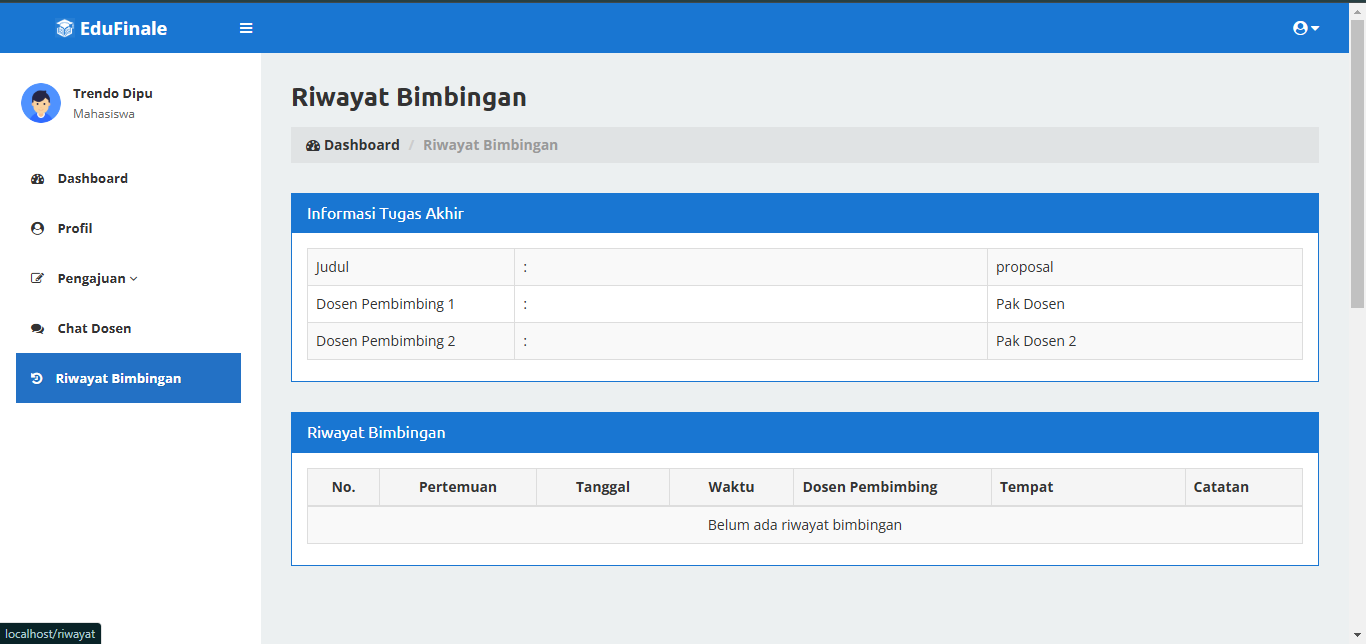 EduFinale
Trendo Dipu
Mahasiswa
Dashboard
Profil
Pengajuan
Chat Dosen
Riwayat Bimbingan
Riwayat Bimbingan
Dashboard / Riwayat Bimbingan
Informasi Tugas Akhir
Judul : proposal
Dosen Pembimbing 1 : Pak Dosen
Dosen Pembimbing 2 : Pak Dosen 2
Riwayat Bimbingan
No. Pertemuan Tanggal Waktu Dosen Pembimbing Tempat Catatan
Belum ada riwayat bimbingan
localhost/riwayat